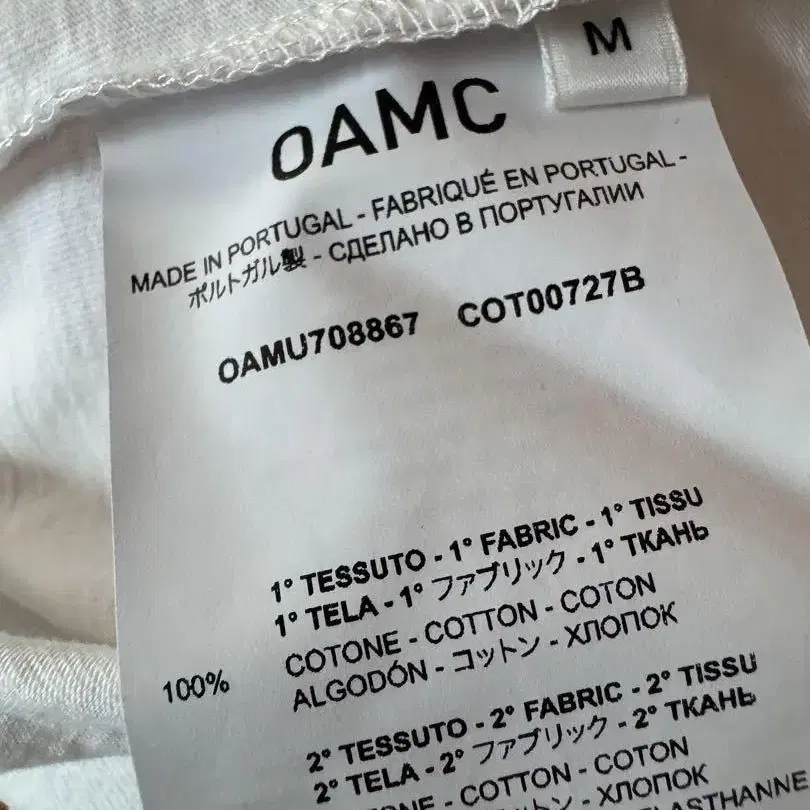 M
OAMC
MADE IN PORTUGAL - FABRIQUÉ EN PORTUGAL -
ポルトガル製 - СДЕЛАНО В ПОРТУГАЛИИ
OAMU708867 COT00727B
1° TESSUTO - 1° FABRIC - 1° TISSU
1° TELA - 1° ファブリック - 1° ТКАНЬ
COTONE - COTTON - COTON
100% ALGODÓN - コットン - ХЛОПОК
2° TESSUTO - 2° FABRIC - 2° TISSU
2° TELA - 2° ファブリック - 2° ТКАНЬ
- COTTON - COTON
- ХЛОПОК